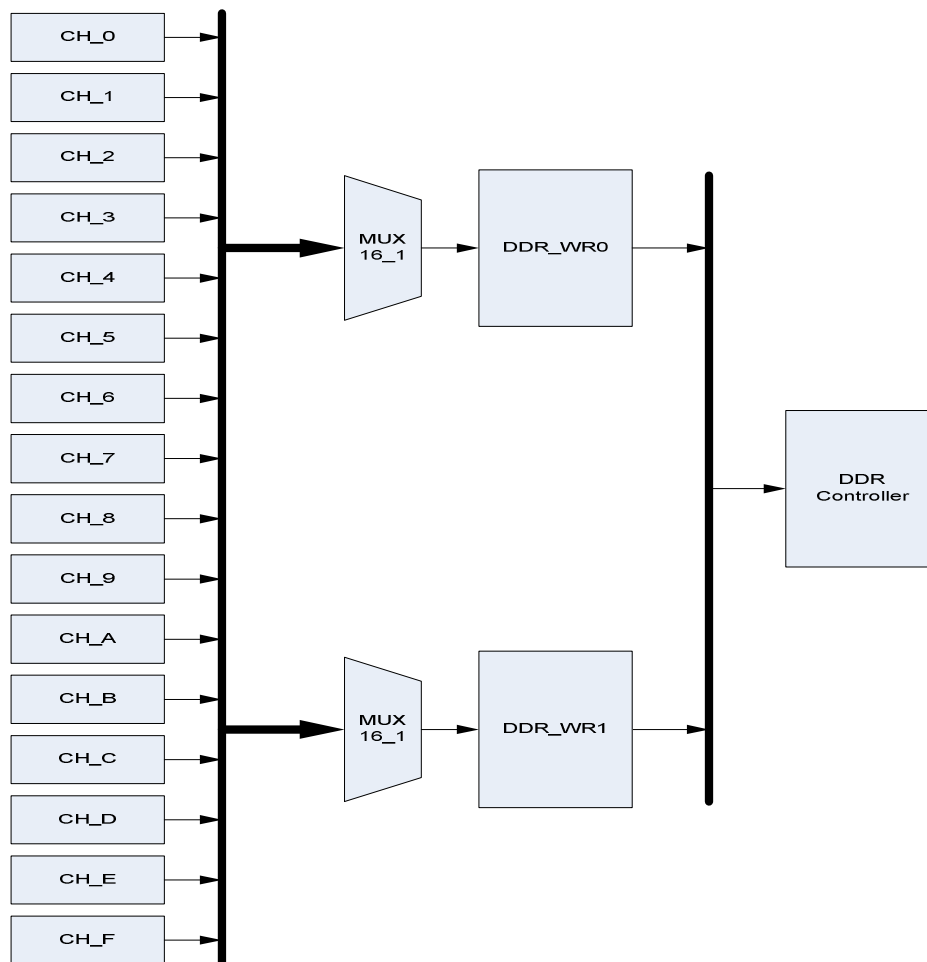 CH_0
CH_1
CH_2
CH_3
CH_4
CH_5
CH_6
CH_7
CH_8
CH_9
CH_A
CH_B
CH_C
CH_D
CH_E
CH_F
MUX
16_1
DDR_WR0
MUX
16_1
DDR_WR1
DDR
Controller